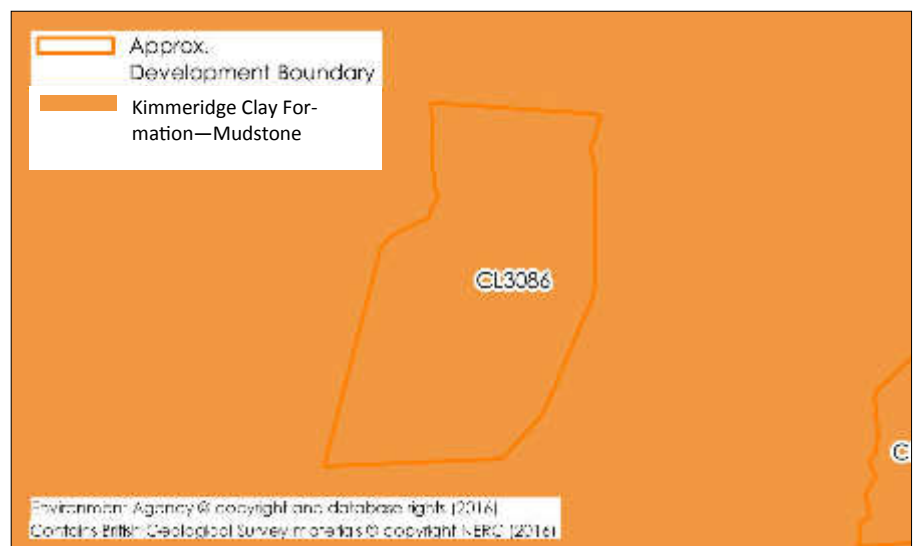 Approx.
Development Boundary
Kimmeridge Clay For-
mation—Mudstone
CL3086
C
Environment Agency © copyright and database rights (2016)
Contains British Geological Survey materials © copyright NERC (2016)